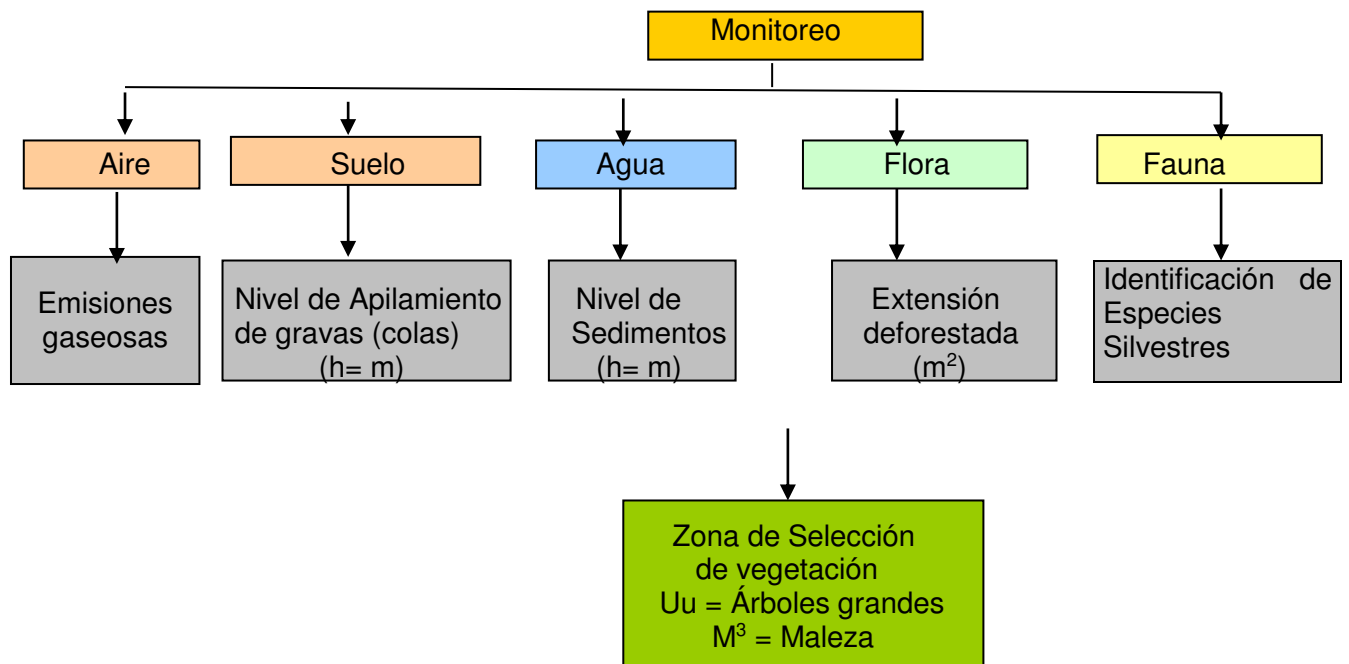 Monitoreo
Aire
Suelo
Agua
Flora
Fauna
Emisiones
gaseosas
Nivel de Apilamiento
de gravas (colas)
(h= m)
Nivel de
Sedimentos
(h= m)
Extensión
deforestada
(m²)
Identificación de
Especies
Silvestres
Zona de Selección
de vegetación
Uu = Árboles grandes
M³ = Maleza